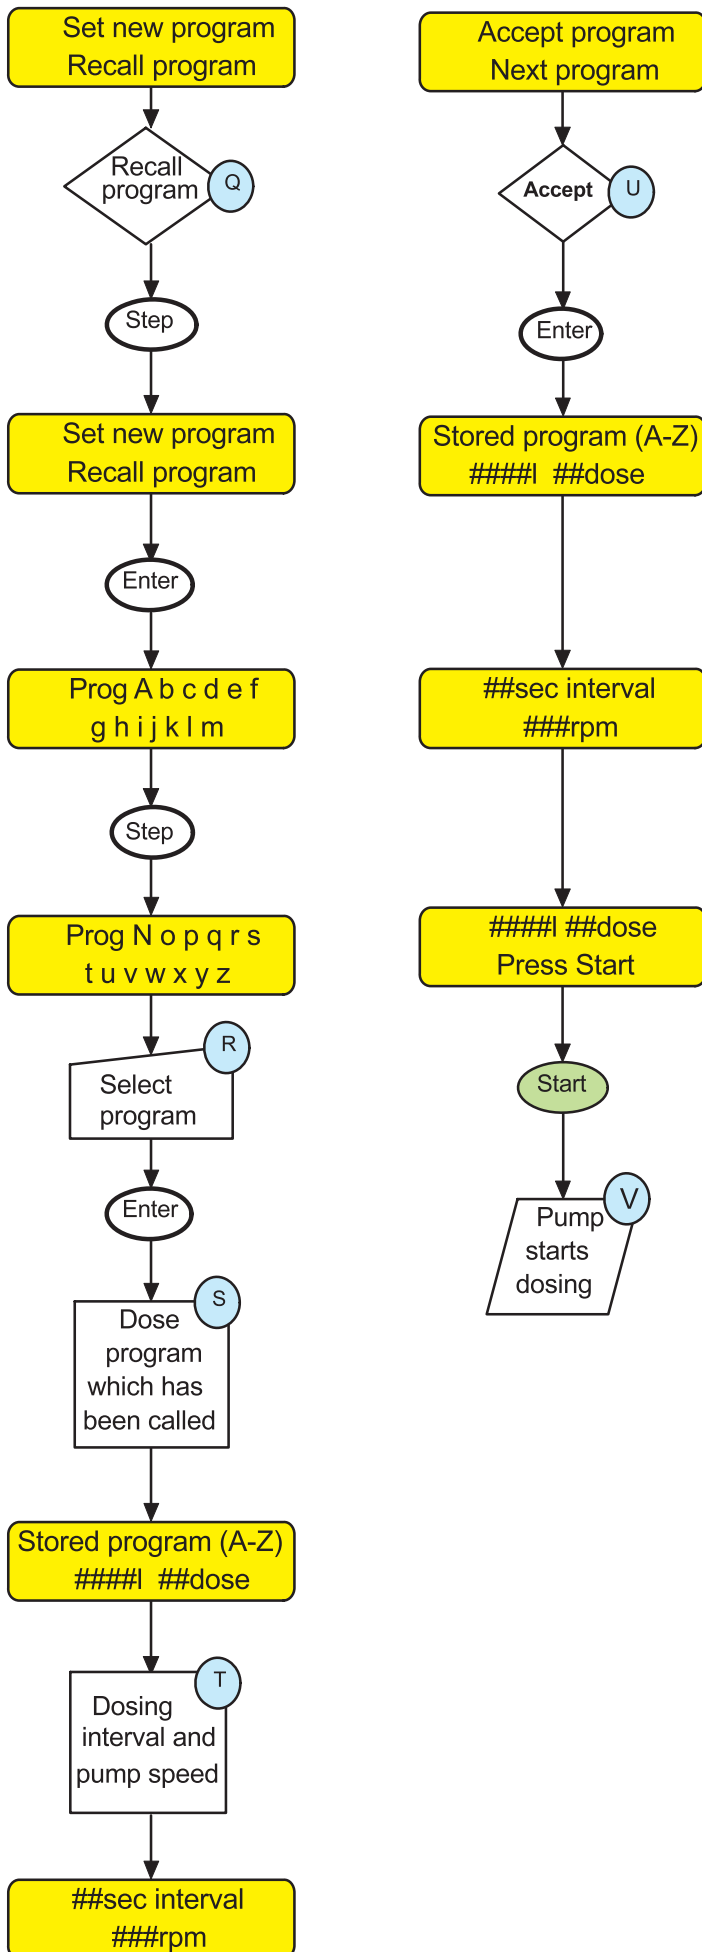 Set new program
Recall program
Recall
program
Q
Step
Set new program
Recall program
Enter
Prog A b c d e f
g h i j k l m
Step
Prog N o p q r s
t u v w x y z
R
Select
program
Enter
S
Dose
program
which has
been called
Stored program (A-Z)
####l ##dose
T
Dosing
interval and
pump speed
##sec interval
###rpm
Accept program
Next program
Accept
U
Enter
Stored program (A-Z)
####l ##dose
##sec interval
###rpm
####l ##dose
Press Start
Start
V
Pump
starts
dosing